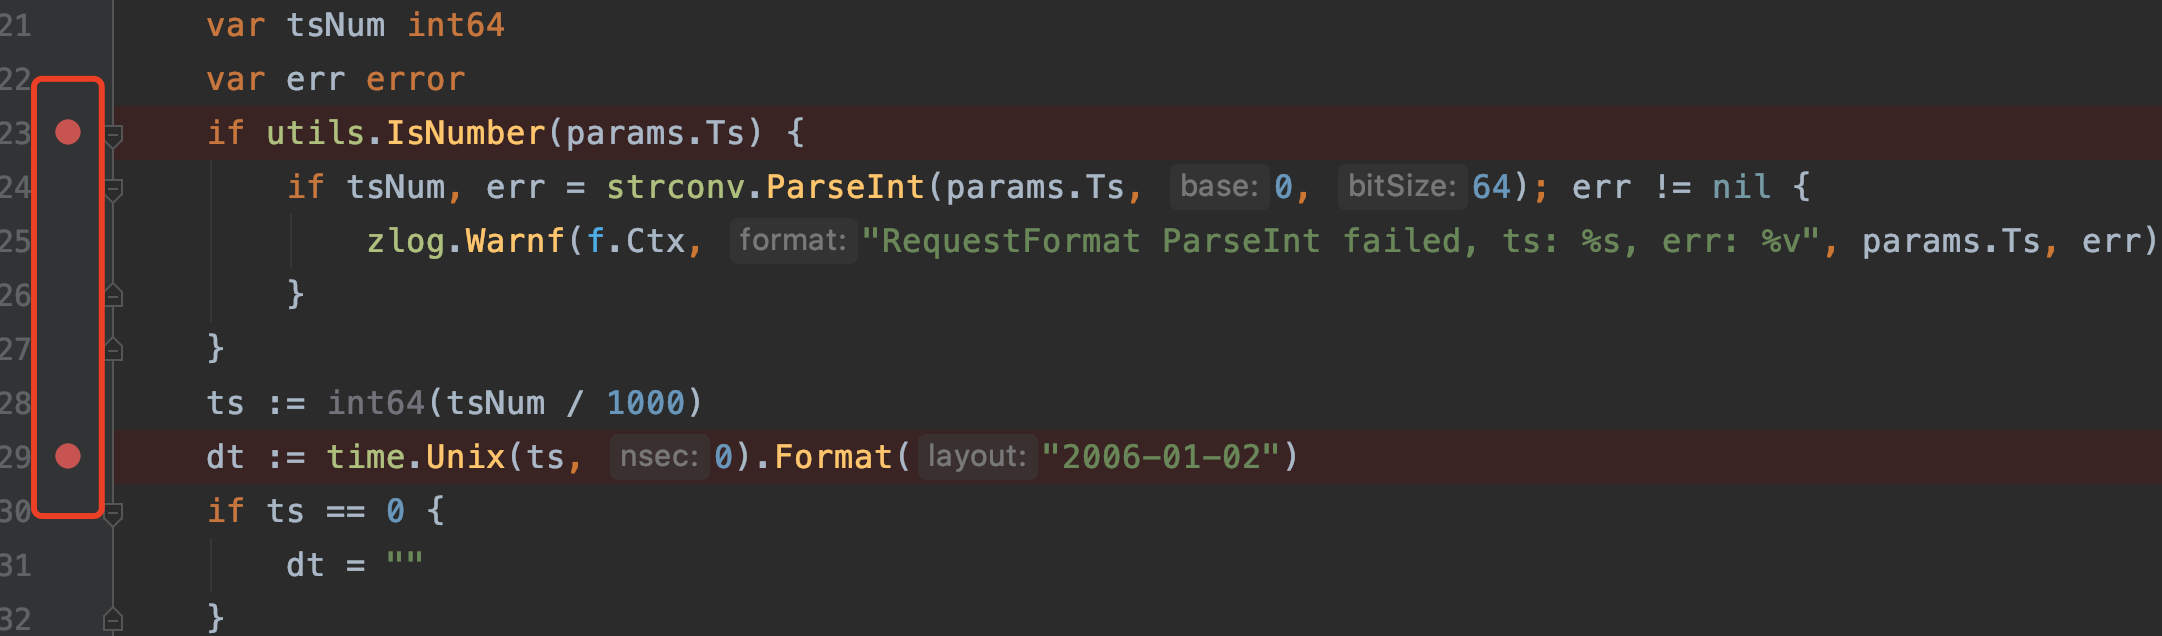 21 var tsNum int64
22 var err error
23 if utils.IsNumber(params.Ts) {
24 if tsNum, err = strconv.ParseInt(params.Ts, base: 0, bitSize: 64); err != nil {
25 zlog.Warnf(f.Ctx, format: "RequestFormat ParseInt failed, ts: %s, err: %v", params.Ts, err)
26 }
27 }
28 ts := int64(tsNum / 1000)
29 dt := time.Unix(ts, nsec: 0).Format( layout: "2006-01-02")
30 if ts == 0 {
31 dt = ""
32 }